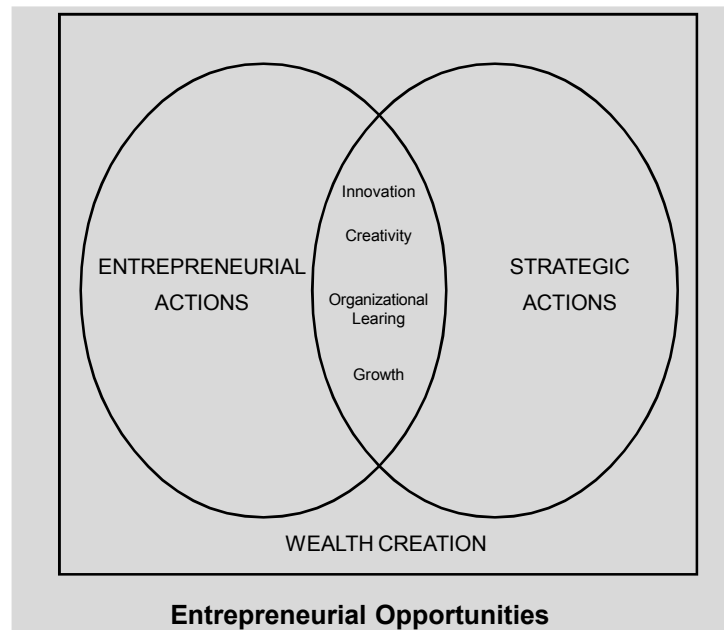 Innovation
Creativity
ENTREPRENEURIAL
ACTIONS
Organizational
Learing
Growth
STRATEGIC
ACTIONS
WEALTH CREATION
Entrepreneurial Opportunities